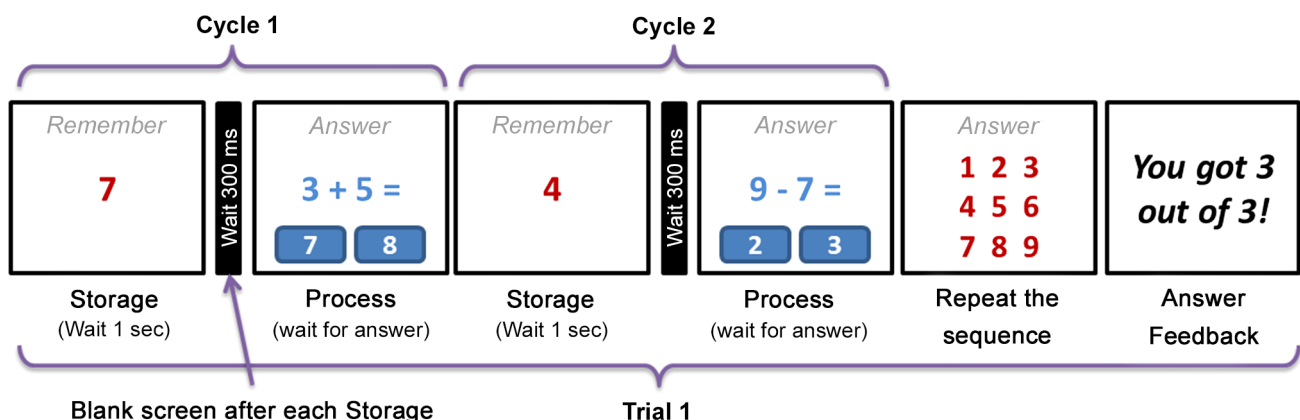 Cycle 1
Cycle 2
Remember
7
Wait 300 ms
Answer
3 + 5 =
7 8
Remember
4
Wait 300 ms
Answer
9 - 7 =
2 3
Answer
1 2 3
4 5 6
7 8 9
You got 3
out of 3!
Storage
(Wait 1 sec)
Process
(wait for answer)
Storage
(Wait 1 sec)
Process
(wait for answer)
Repeat the
sequence
Answer
Feedback
Blank screen after each Storage
Trial 1